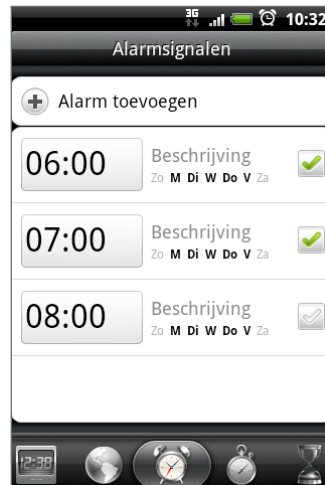 3G 10:32
Alarmsignalen
Alarm toevoegen
06:00 Beschrijving
Zo M Di W Do V Za
07:00 Beschrijving
Zo M Di W Do V Za
08:00 Beschrijving
Zo M Di W Do V Za
12:38